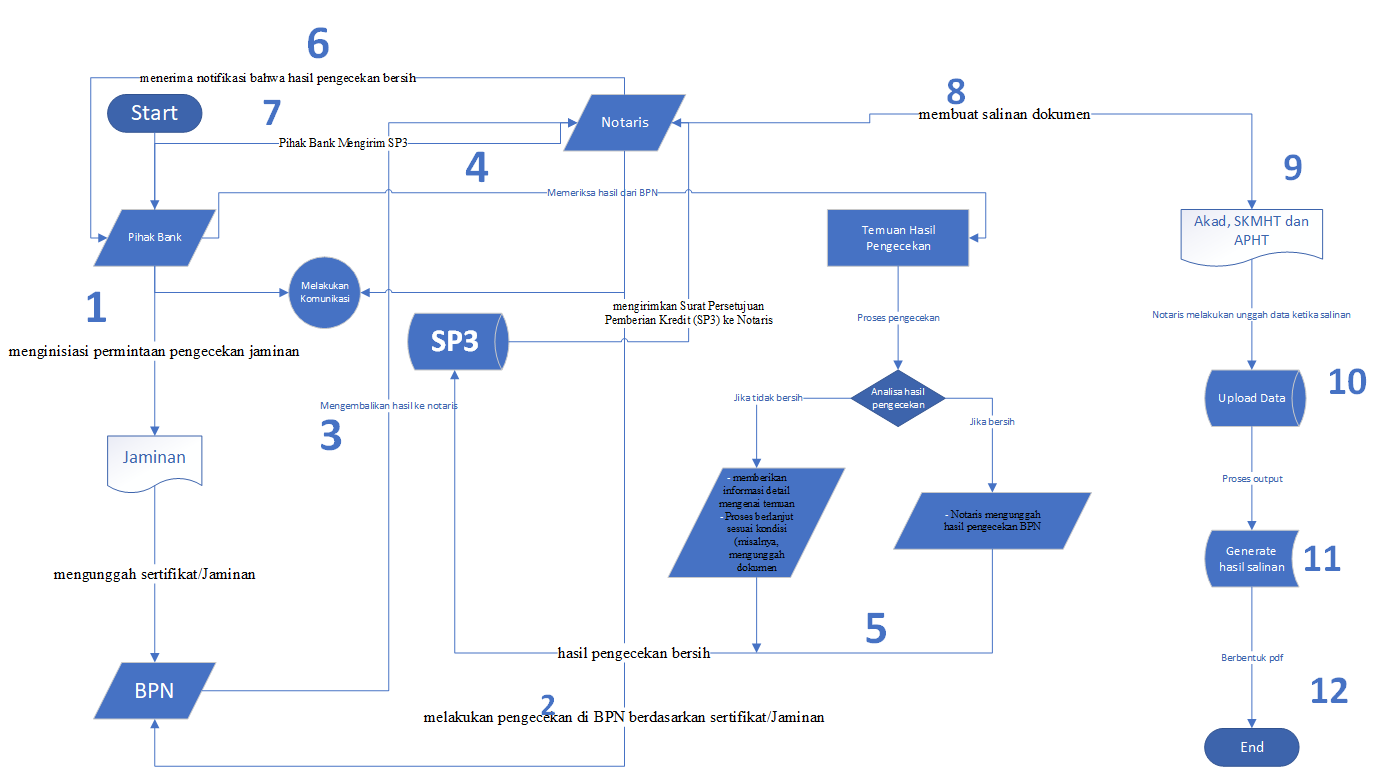 6
menerima notifikasi bahwa hasil pengecekan bersih
Start
7
Notaris
8
membuat salinan dokumen
Pihak Bank Mengirim SP3
4
9
Memeriksa hasil dari BPN
Pihak Bank
Temuan Hasil
Pengecekan
Akad, SKMHT dan
APHT
Melakukan
Komunikasi
1
mengirimkan Surat Persetujuan
Pemberian Kredit (SP3) ke Notaris
Proses pengecekan
Notaris melakukan unggah data ketika salinan
SP3
menginisiasi permintaan pengecekan jaminan
10
Analisa hasil
pengecekan
Upload Data
Jika tidak bersih
Mengembalikan hasil ke notaris
Jika bersih
3
Jaminan
- memberikan
informasi detail
mengenai temuan
- Proses berlanjut
sesuai kondisi
(misalnya,
mengunggah
dokumen
Proses output
- Notaris mengunggah
hasil pengecekan BPN
Generate
hasil salinan
11
mengunggah sertifikat/Jaminan
5
hasil pengecekan bersih
Berbentuk pdf
BPN
12
2
melakukan pengecekan di BPN berdasarkan sertifikat/Jaminan
End